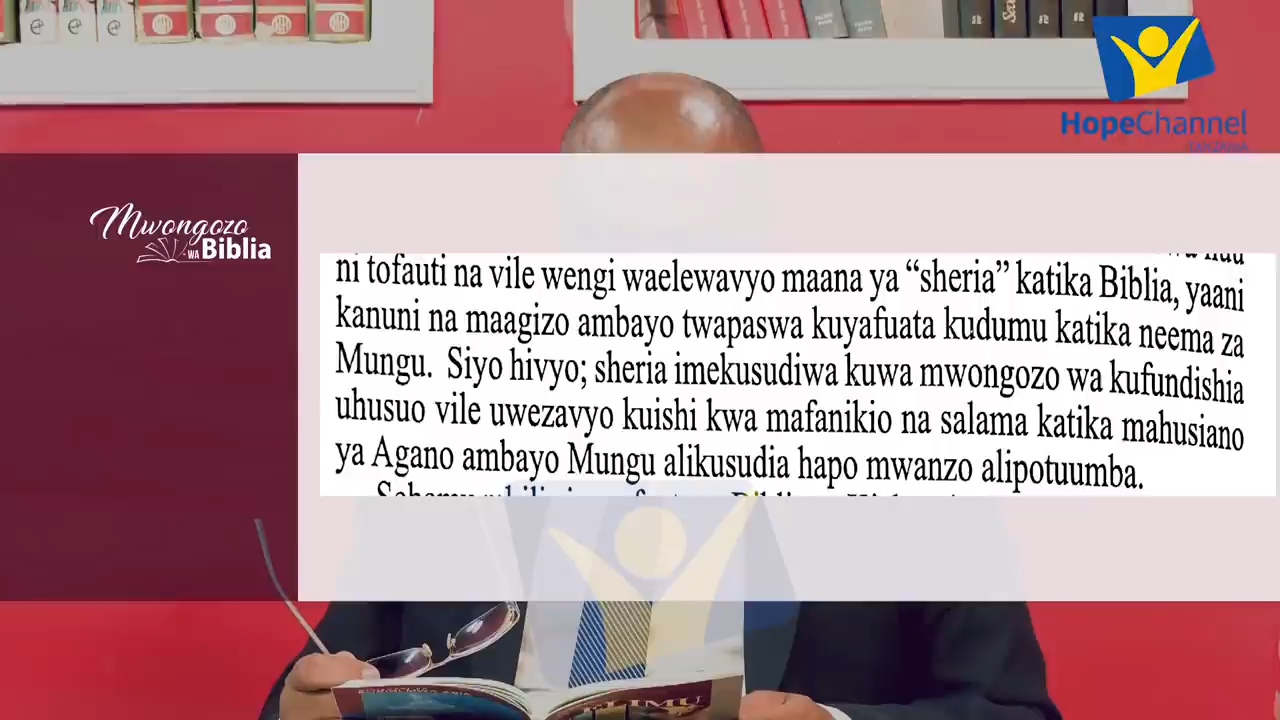 HopeChannel
TANZANIA
Mwongozo
WA Biblia
ni tofauti na vile wengi waelewavyo maana ya “sheria” katika Biblia, yaani
kanuni na maagizo ambayo twapaswa kuyafuata kudumu katika neema za
Mungu. Siyo hivyo; sheria imekusudiwa kuwa mwongozo wa kufundishia
uhusuo vile uwezavyo kuishi kwa mafanikio na salama katika mahusiano
ya Agano ambayo Mungu alikusudia hapo mwanzo alipotuumba.